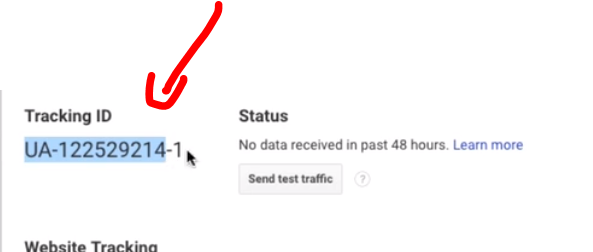 Tracking ID
Status
UA-122529214-1
No data received in past 48 hours. Learn more
Send test traffic
?
Website Tracking